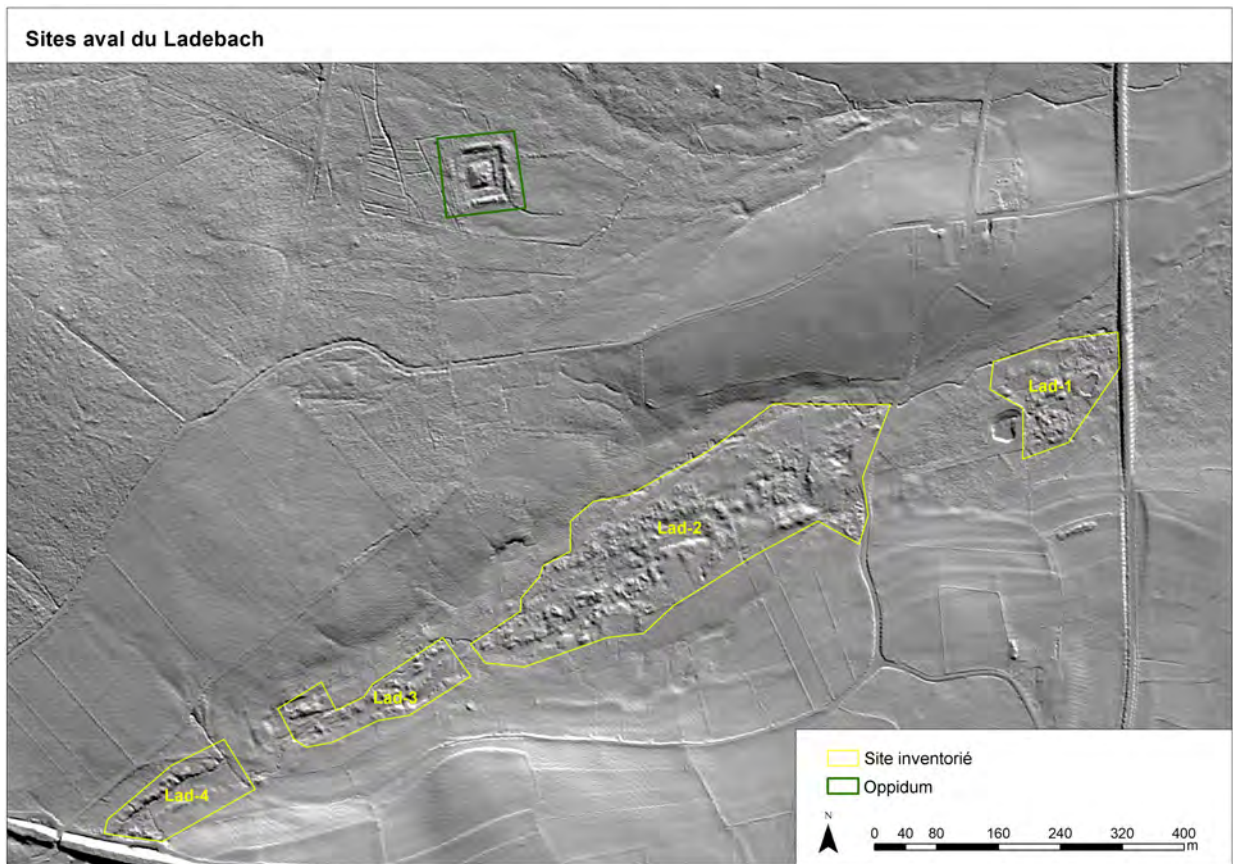 Sites aval du Ladebach
Lad-1
Lad-2
Lad-3
Lad-4
Site inventorié
Oppidum
N
0 40 80 160 240 320 400
m